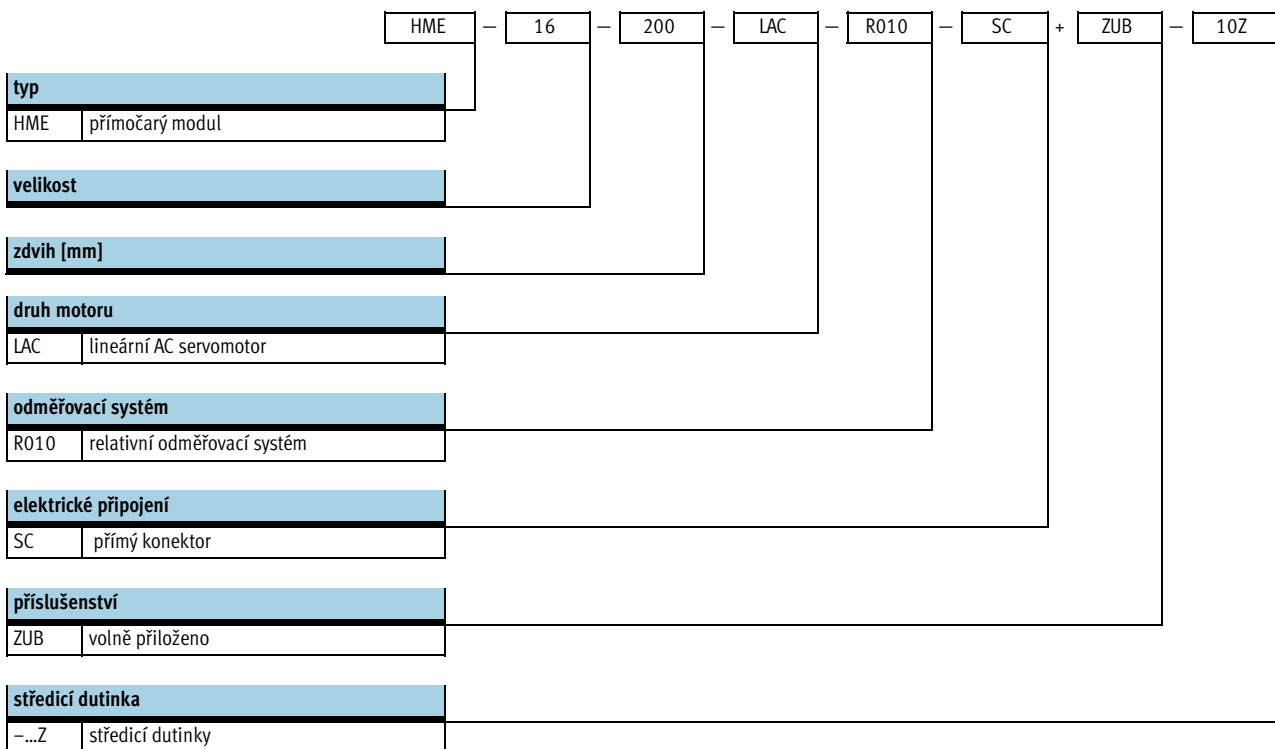 HME – 16 – 200 – LAC – R010 – SC + ZUB – 10Z
typ
HME přímočarý modul
velikost
zdvih [mm]
druh motoru
LAC lineární AC servomotor
odměřovací systém
R010 relativní odměřovací systém
elektrické připojení
SC přímý konektor
příslušenství
ZUB volně přiloženo
středicí dutinka
–...Z středicí dutinky